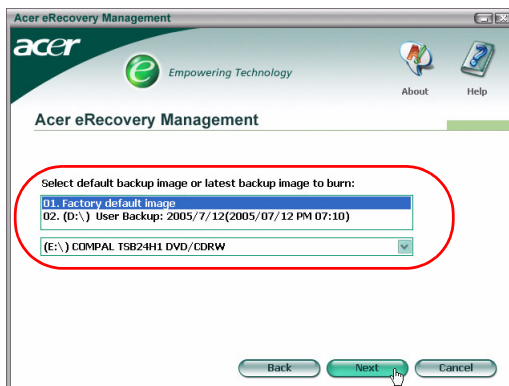 Acer eRecovery Management
acer
e Empowering Technology
About
Help
Acer eRecovery Management
Select default backup image or latest backup image to burn:
01. Factory default image
02. (D:\) User Backup: 2005/7/12(2005/07/12 PM 07:10)
(E:\) COMPAL TSB24H1 DVD/CDRW
Back
Next
Cancel